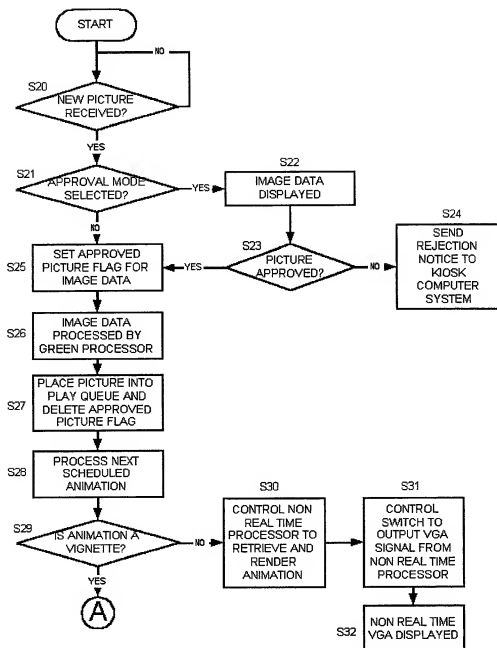 START
NO
S20
NEW PICTURE
RECEIVED?
YES
S21
APPROVAL MODE
SELECTED?
YES
S22
IMAGE DATA
DISPLAYED
NO
S23
PICTURE
APPROVED?
YES
NO
S24
SEND
REJECTION
NOTICE TO
KIOSK
COMPUTER
SYSTEM
S25
SET APPROVED
PICTURE FLAG FOR
IMAGE DATA
S26
IMAGE DATA
PROCESSED BY
GREEN PROCESSOR
S27
PLACE PICTURE INTO
PLAY QUEUE AND
DELETE APPROVED
PICTURE FLAG
S28
PROCESS NEXT
SCHEDULED
ANIMATION
S29
IS ANIMATION A
VIGNETTE?
NO
YES
A
S30
CONTROL NON
REAL TIME
PROCESSOR TO
RETRIEVE AND
RENDER
ANIMATION
S31
CONTROL
SWITCH TO
OUTPUT VGA
SIGNAL FROM
NON REAL TIME
PROCESSOR
S32
NON REAL TIME
VGA DISPLAYED